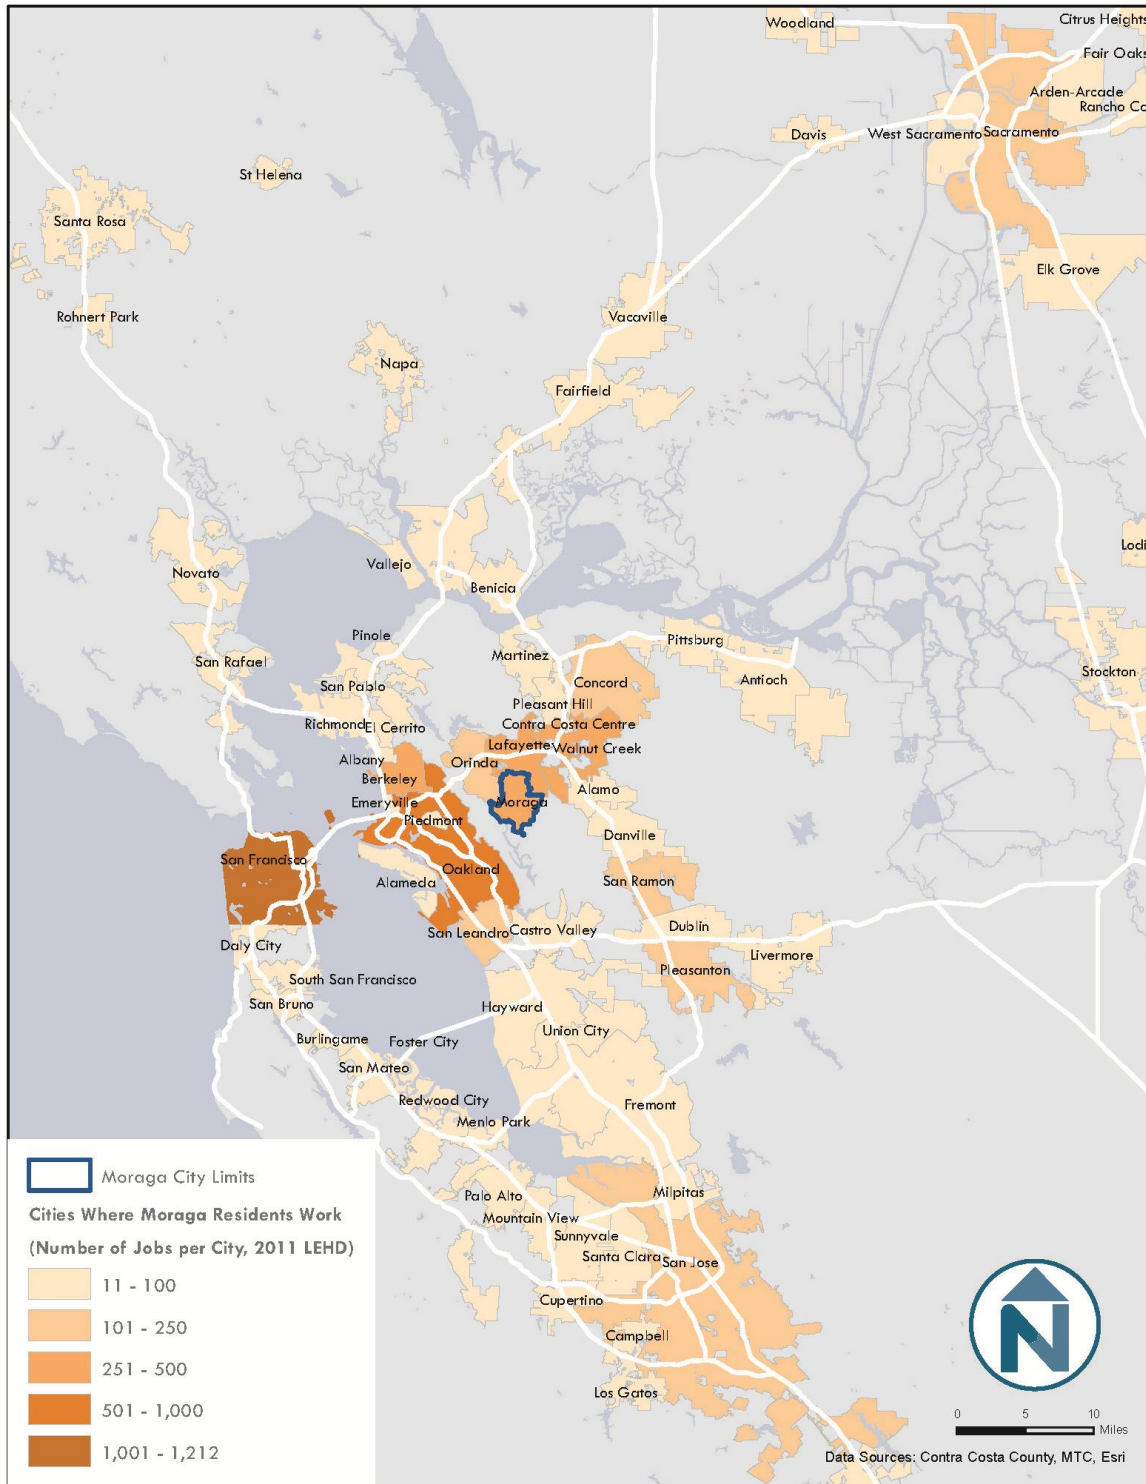 Woodland
Citrus Heights
Fair Oaks
Arden-Arcade
Rancho Co
Davis
West Sacramento
Sacramento
St Helena
Santa Rosa
Elk Grove
Rohnert Park
Vacaville
Napa
Fairfield
Lodi
Vallejo
Novato
Benicia
Pinole
Pittsburg
Martinez
San Rafael
Stockton
Antioch
Concord
San Pablo
Pleasant Hill
Richmond
El Cerrito
Contra Costa Centre
Lafayette
Walnut Creek
Albany
Orinda
Berkeley
Alamo
Emeryville
Moraga
Piedmont
Danville
San Francisco
Oakland
Alameda
San Ramon
San Leandro
Castro Valley
Dublin
Daly City
Livermore
Pleasanton
South San Francisco
San Bruno
Hayward
Union City
Burlingame
Foster City
San Mateo
Redwood City
Fremont
Menlo Park
Palo Alto
Milpitas
Mountain View
Sunnyvale
Santa Clara
San Jose
Cupertino
Campbell
Los Gatos
Moraga City Limits
Cities Where Moraga Residents Work
(Number of Jobs per City, 2011 LEHD)
11 - 100
101 - 250
251 - 500
501 - 1,000
1,001 - 1,212
N
0 5 10
Miles
Data Sources: Contra Costa County, MTC, Esri